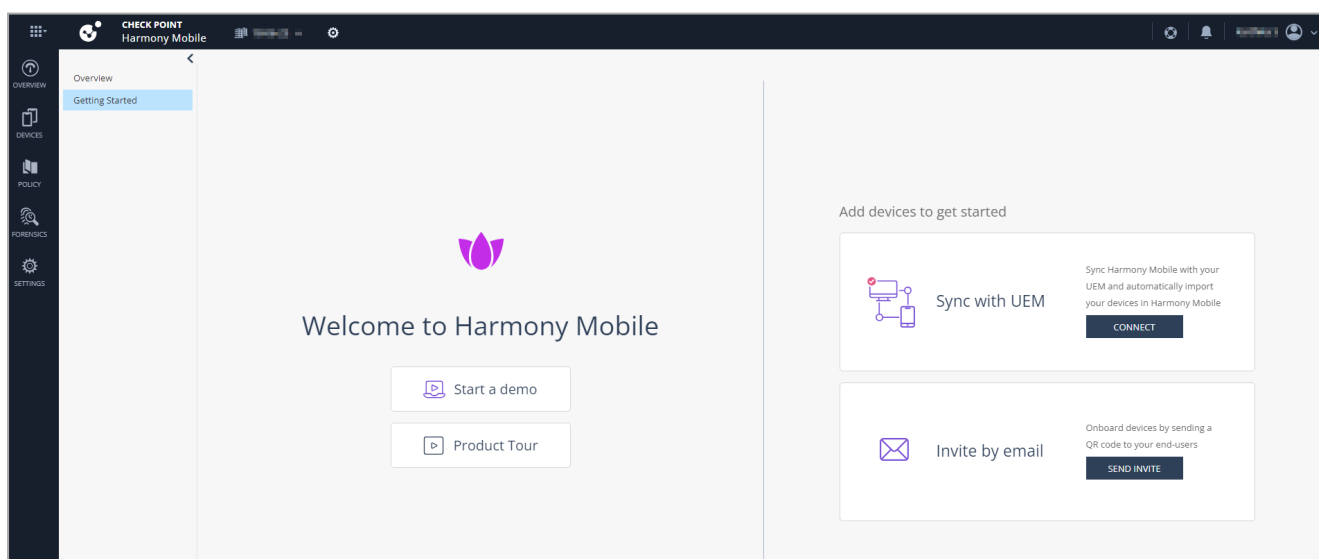 CHECK POINT
Harmony Mobile
OVERVIEW
DEVICES
POLICY
FORENSICS
SETTINGS
Overview
Getting Started
Welcome to Harmony Mobile
Start a demo
Product Tour
Add devices to get started
Sync with UEM
Sync Harmony Mobile with your
UEM and automatically import
your devices in Harmony Mobile
CONNECT
Invite by email
Onboard devices by sending a
QR code to your end-users
SEND INVITE